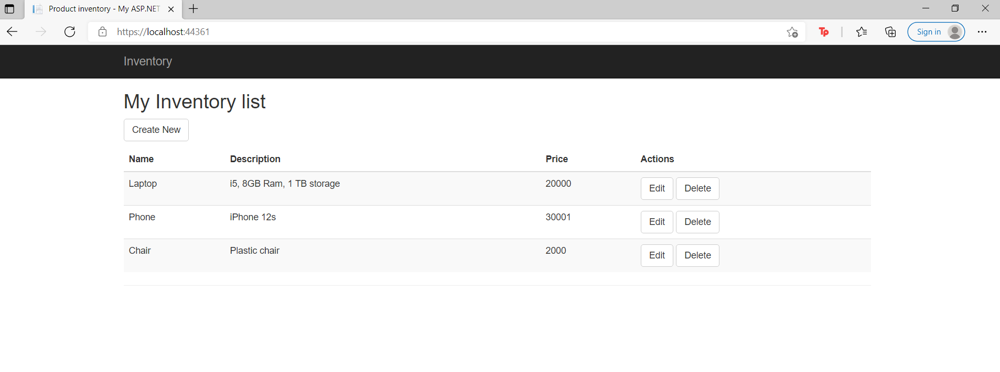 Product inventory - My ASP.NET
https://localhost:44361
Tp
Sign in
Inventory
My Inventory list
Create New
Name Description Price Actions
Laptop i5, 8GB Ram, 1 TB storage 20000 Edit Delete
Phone iPhone 12s 30001 Edit Delete
Chair Plastic chair 2000 Edit Delete